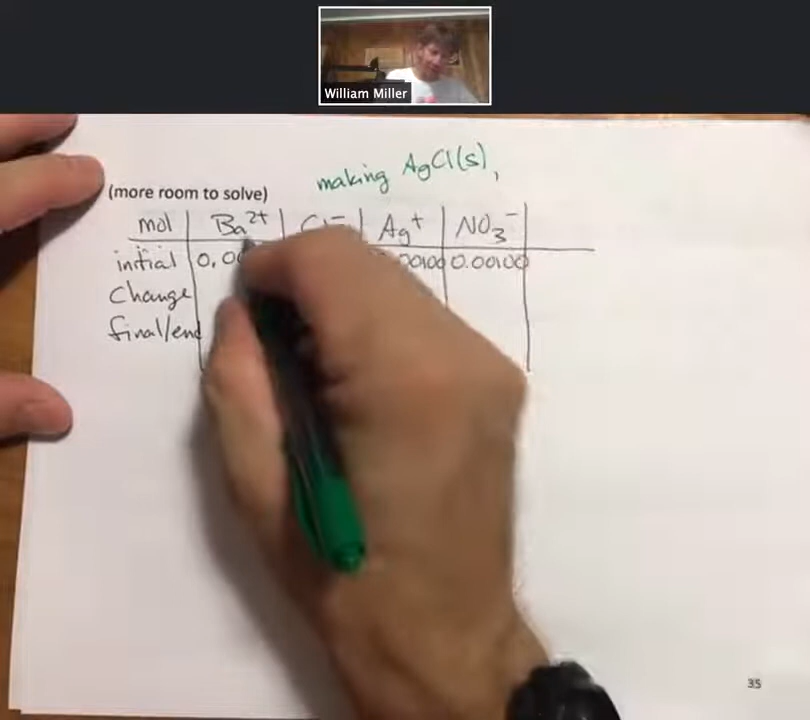 William Miller
making AgCl(s),
(more room to solve)
mol Ba²⁺ Cl⁻ Ag⁺ NO₃⁻
initial 0.00100
Change
final/end
35